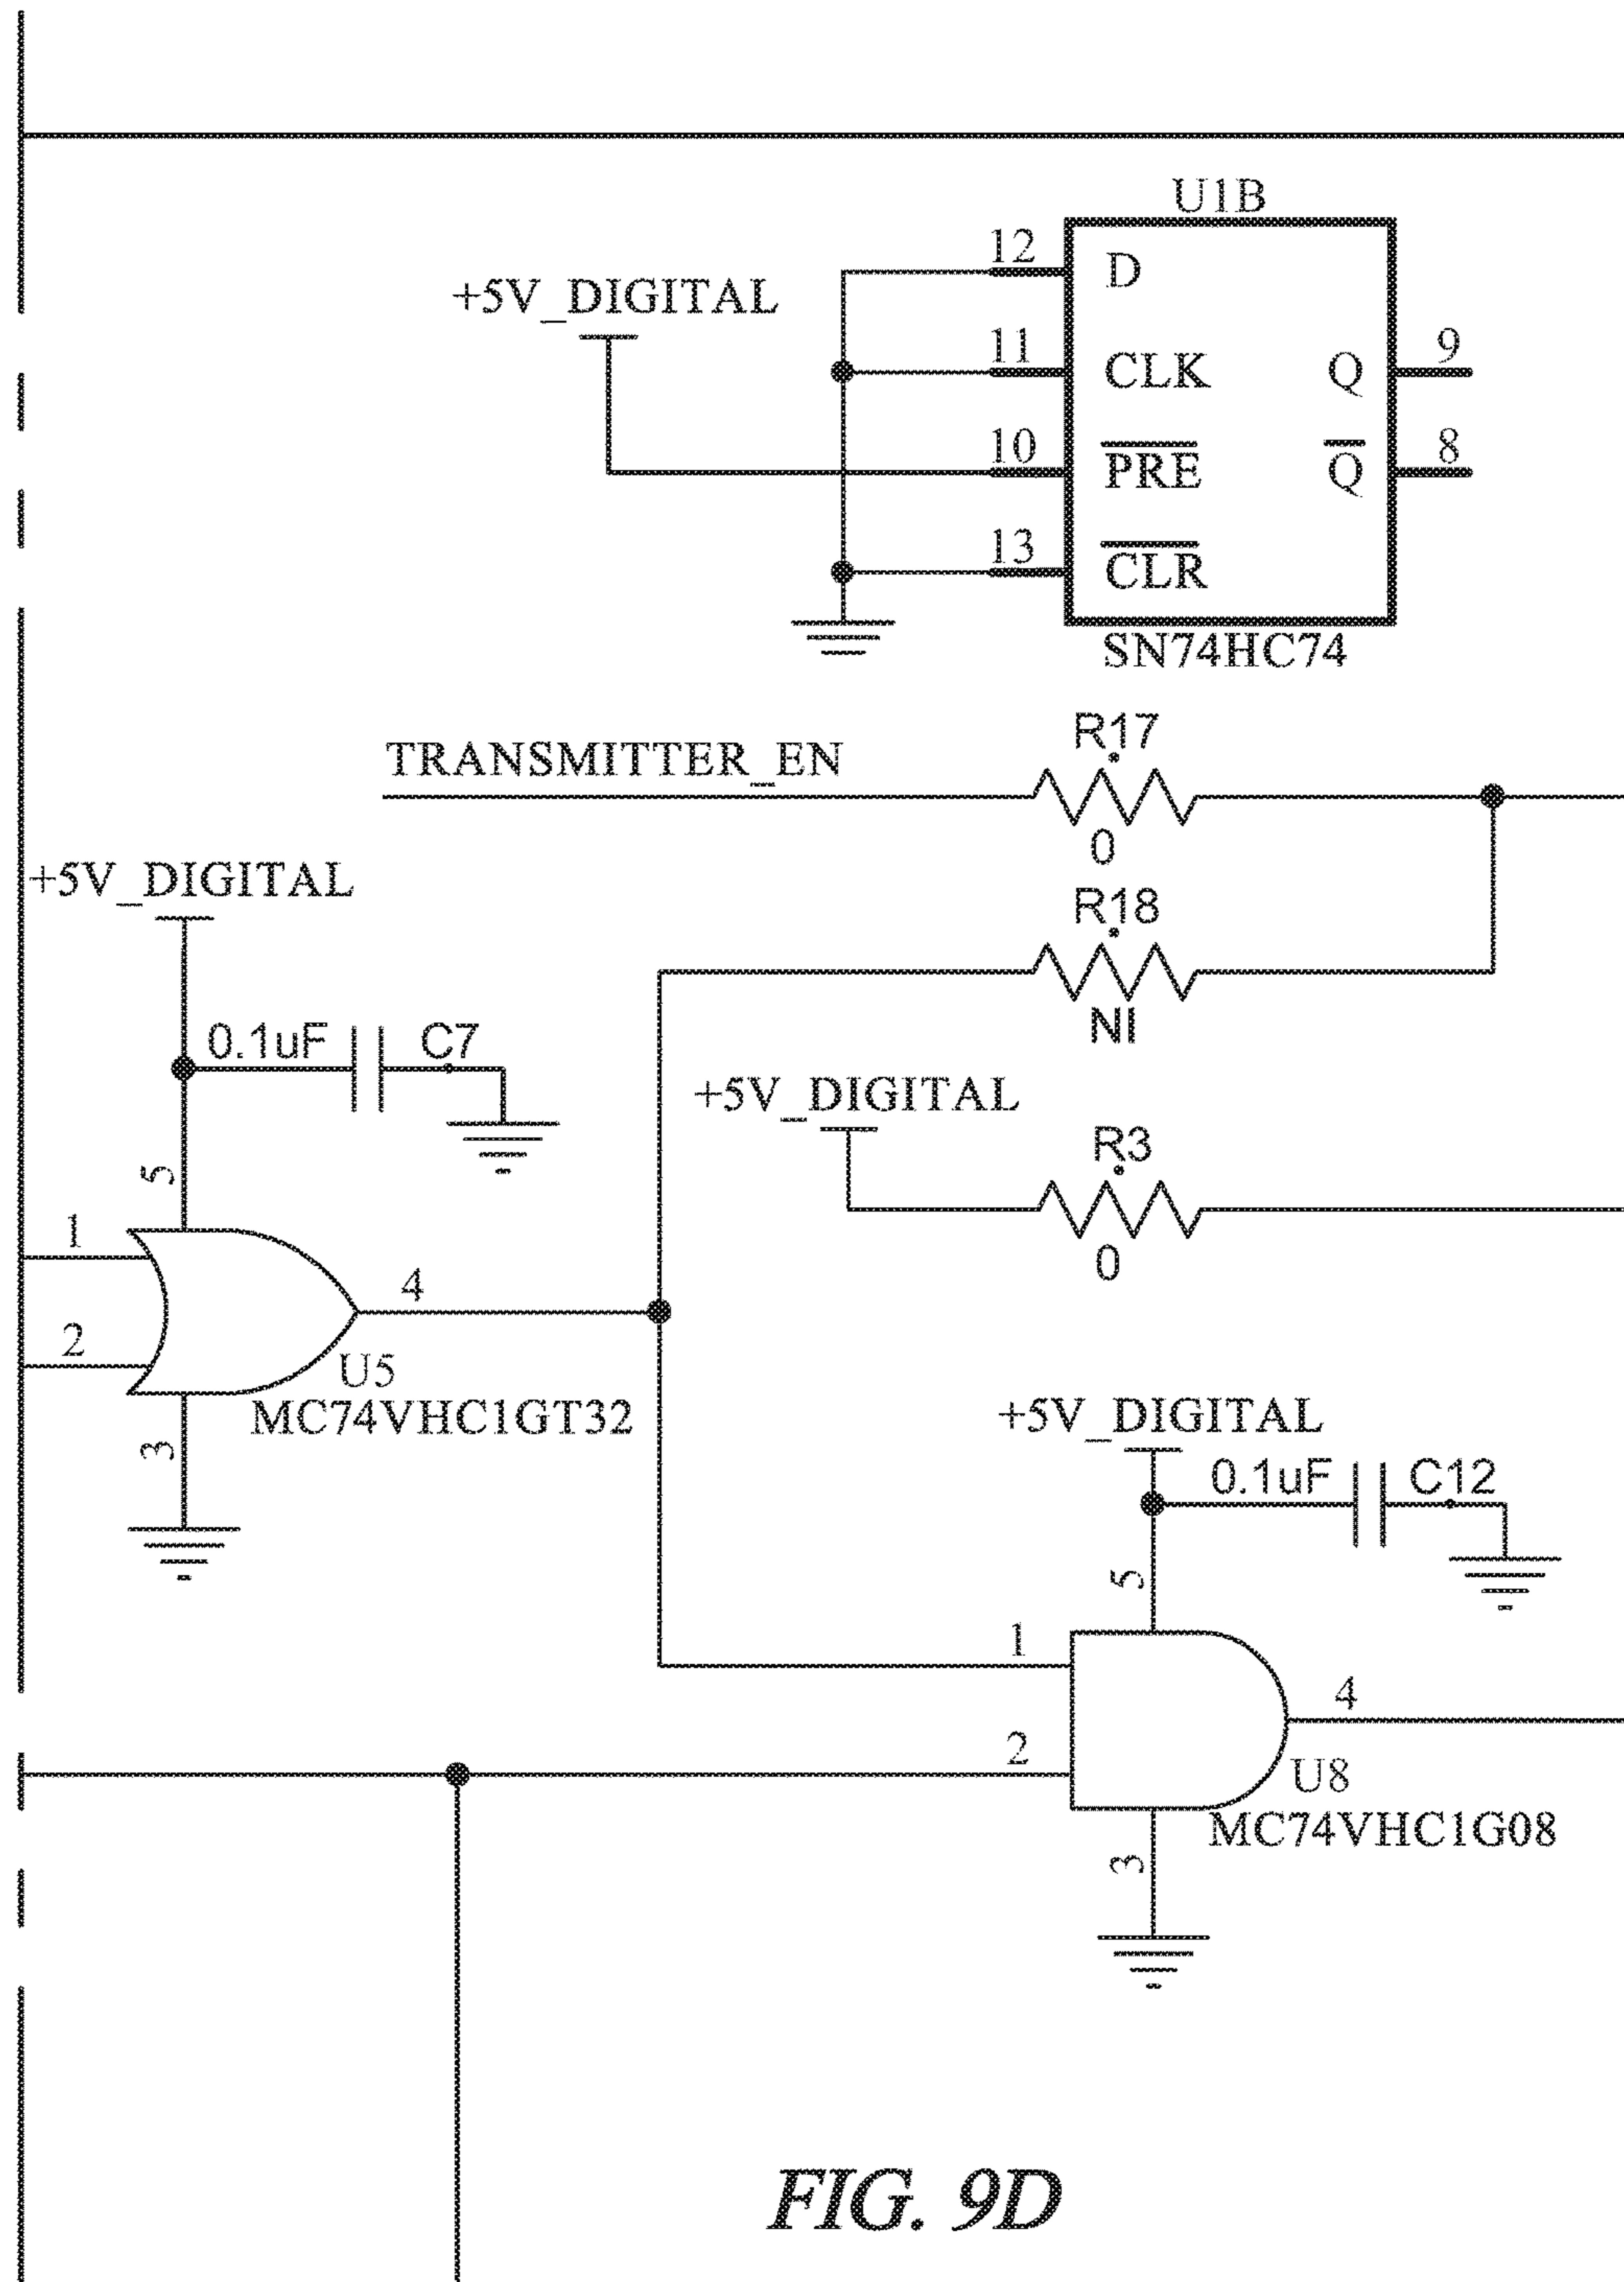 U1B
12
D
+5V_DIGITAL
11
CLK
Q
9
10
PRE
Q
8
13
CLR
SN74HC74
R17
TRANSMITTER_EN
0
+5V_DIGITAL
R18
NI
0.1uF
C7
+5V_DIGITAL
R3
5
1
0
4
2
U5
MC74VHC1GT32
+5V_DIGITAL
3
0.1uF
C12
5
1
4
2
U8
MC74VHC1G08
3
FIG. 9D